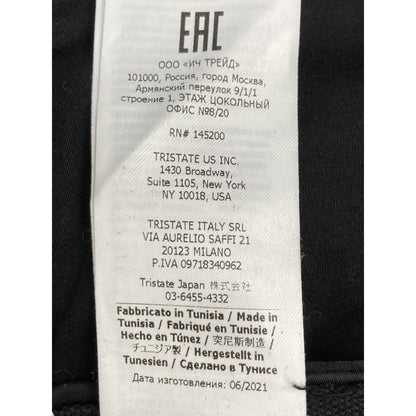 EAC
ООО «ИЧ ТРЕЙД»
101000, Россия, город Москва,
Армянский переулок 9/1/1
строение 1, ЭТАЖ ЦОКОЛЬНЫЙ
ОФИС №8/20
RN# 145200
TRISTATE US INC.
1430 Broadway,
Suite 1105, New York
NY 10018, USA
TRISTATE ITALY SRL
VIA AURELIO SAFFI 21
20123 MILANO
P.IVA 09718340962
Tristate Japan 株式会社
03-6455-4332
Fabbricato in Tunisia / Made in
Tunisia / Fabriqué en Tunisie /
Hecho en Túnez / 突尼斯制造 /
チュニジア製 / Hergestellt in
Tunesien / Сделано в Тунисе
Дата изготовления: 06/2021